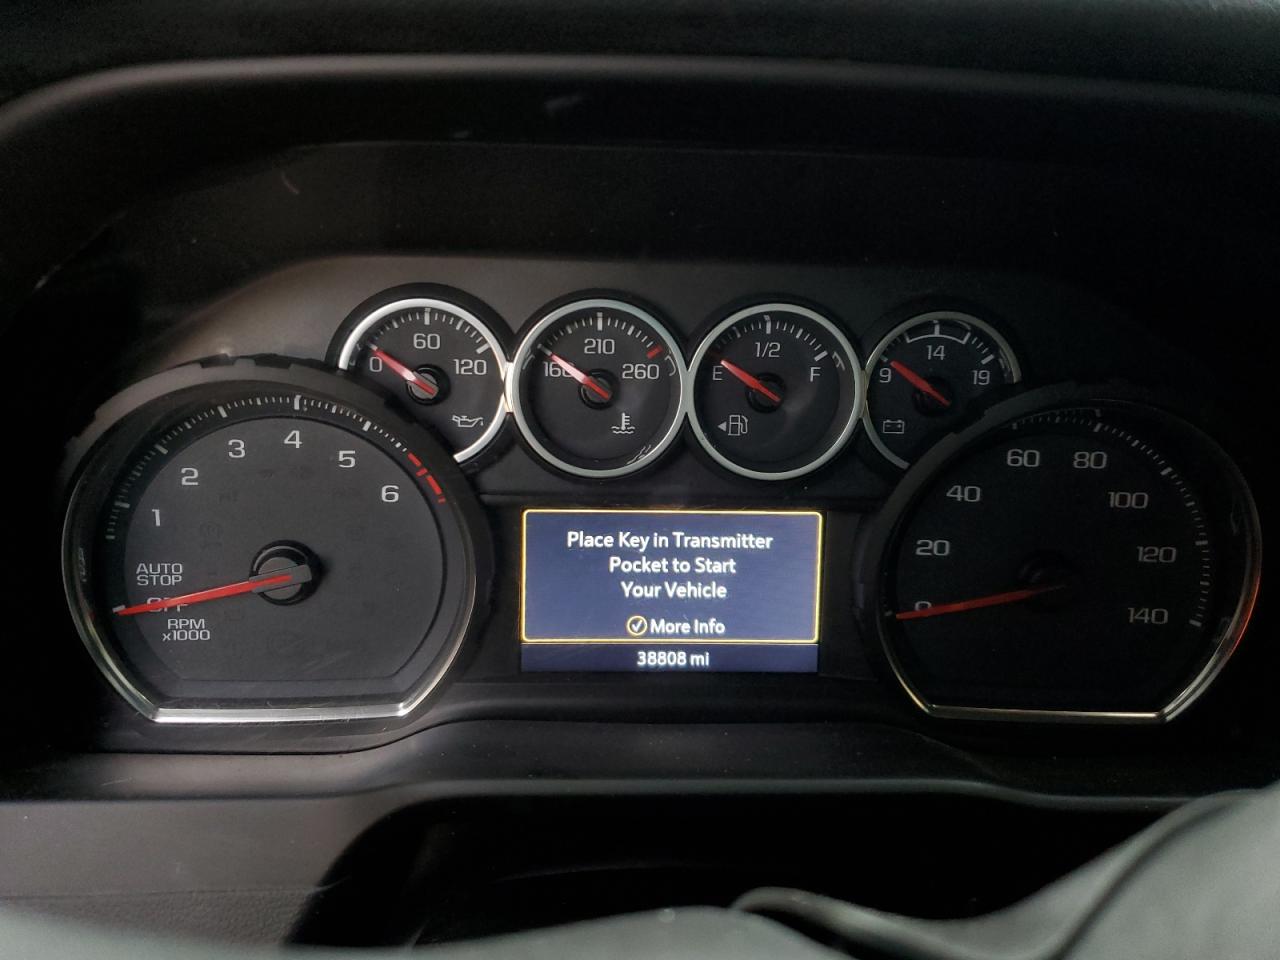 60
0 120
210
160 260
1/2
E F
14
9 19
1
2
3
4
5
6
AUTO
STOP
OFF
RPM
x1000
Place Key in Transmitter
Pocket to Start
Your Vehicle
More Info
38808 mi
0
20
40
60
80
100
120
140